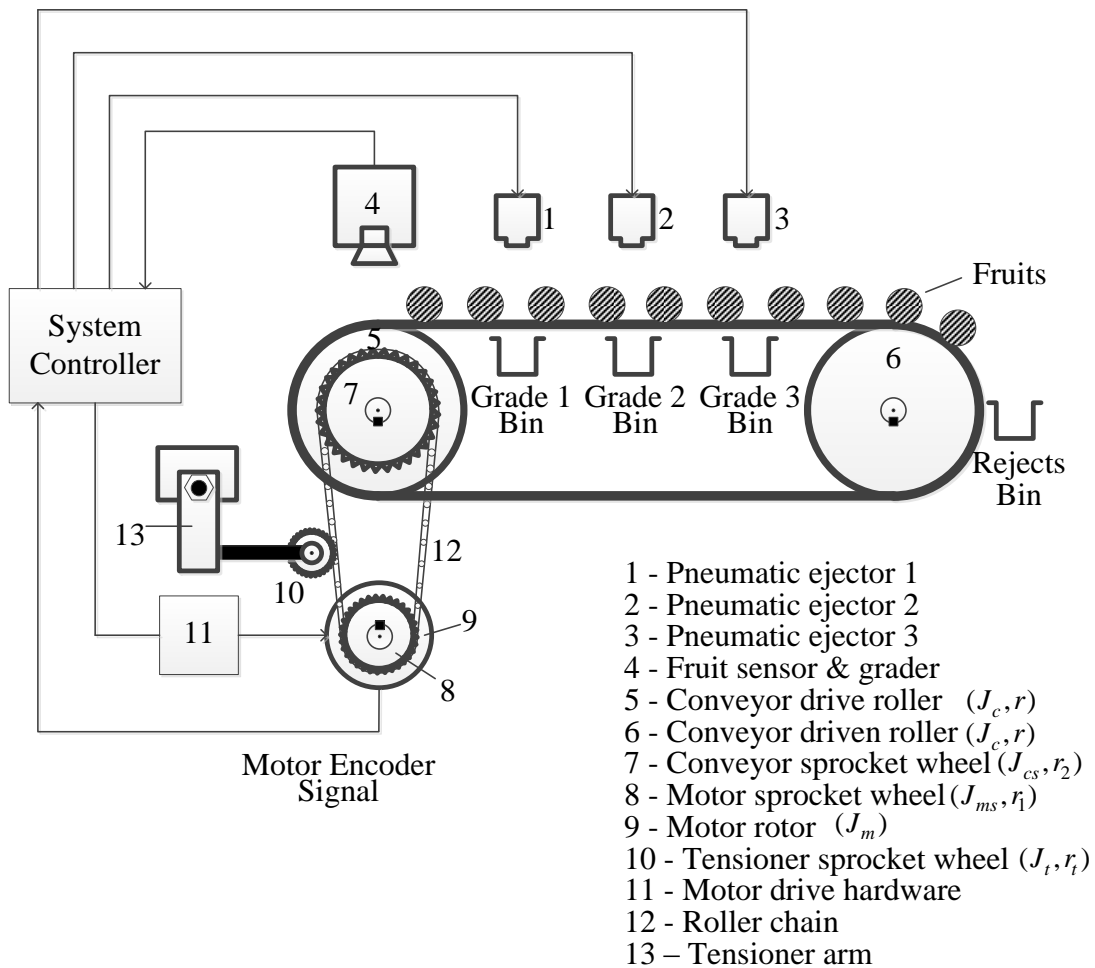 4
1
2
3
Fruits
System
Controller
5
7
6
Grade 1
Bin
Grade 2
Bin
Grade 3
Bin
Rejects
Bin
13
12
10
11
9
8
Motor Encoder
Signal
1 - Pneumatic ejector 1
2 - Pneumatic ejector 2
3 - Pneumatic ejector 3
4 - Fruit sensor & grader
5 - Conveyor drive roller (J_c, r)
6 - Conveyor driven roller (J_c, r)
7 - Conveyor sprocket wheel (J_cs, r_2)
8 - Motor sprocket wheel (J_ms, r_1)
9 - Motor rotor (J_m)
10 - Tensioner sprocket wheel (J_t, r_t)
11 - Motor drive hardware
12 - Roller chain
13 – Tensioner arm